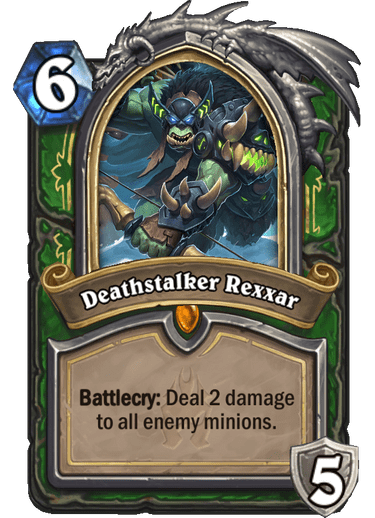 6
Deathstalker Rexxar
Battlecry: Deal 2 damage
to all enemy minions.
5